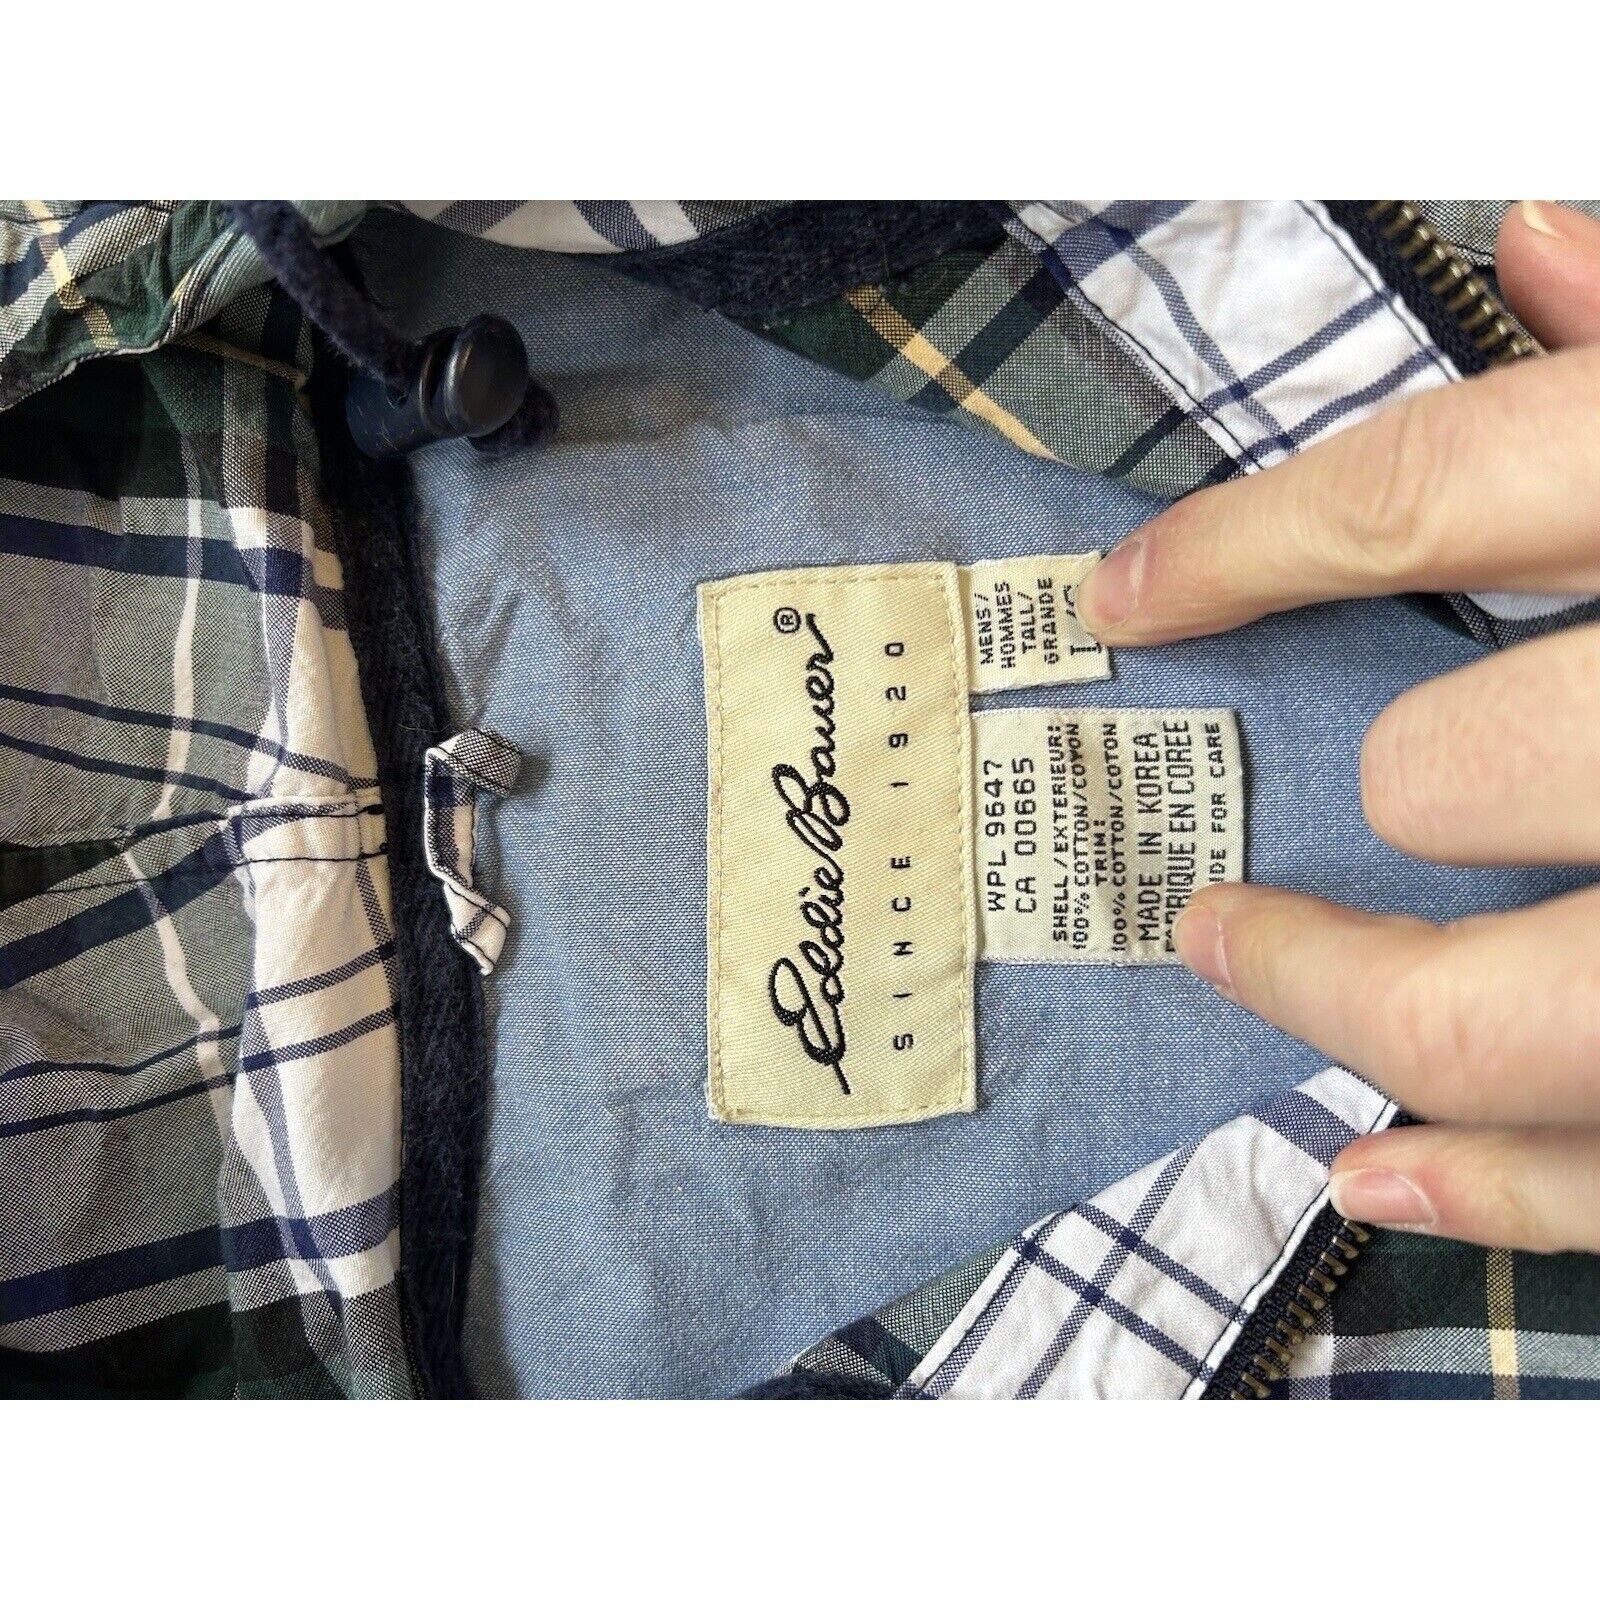 Eddie Bauer®
SINCE 1920
MENS/
HOMMES
TALL/
GRANDE
WPL 9647
CA 00665
SHELL/EXTERIEUR:
100% COTTON/COYON
TRIM:
100% COTTON/COTON
MADE IN KOREA
FABRIQUE EN COREE
FOR CARE